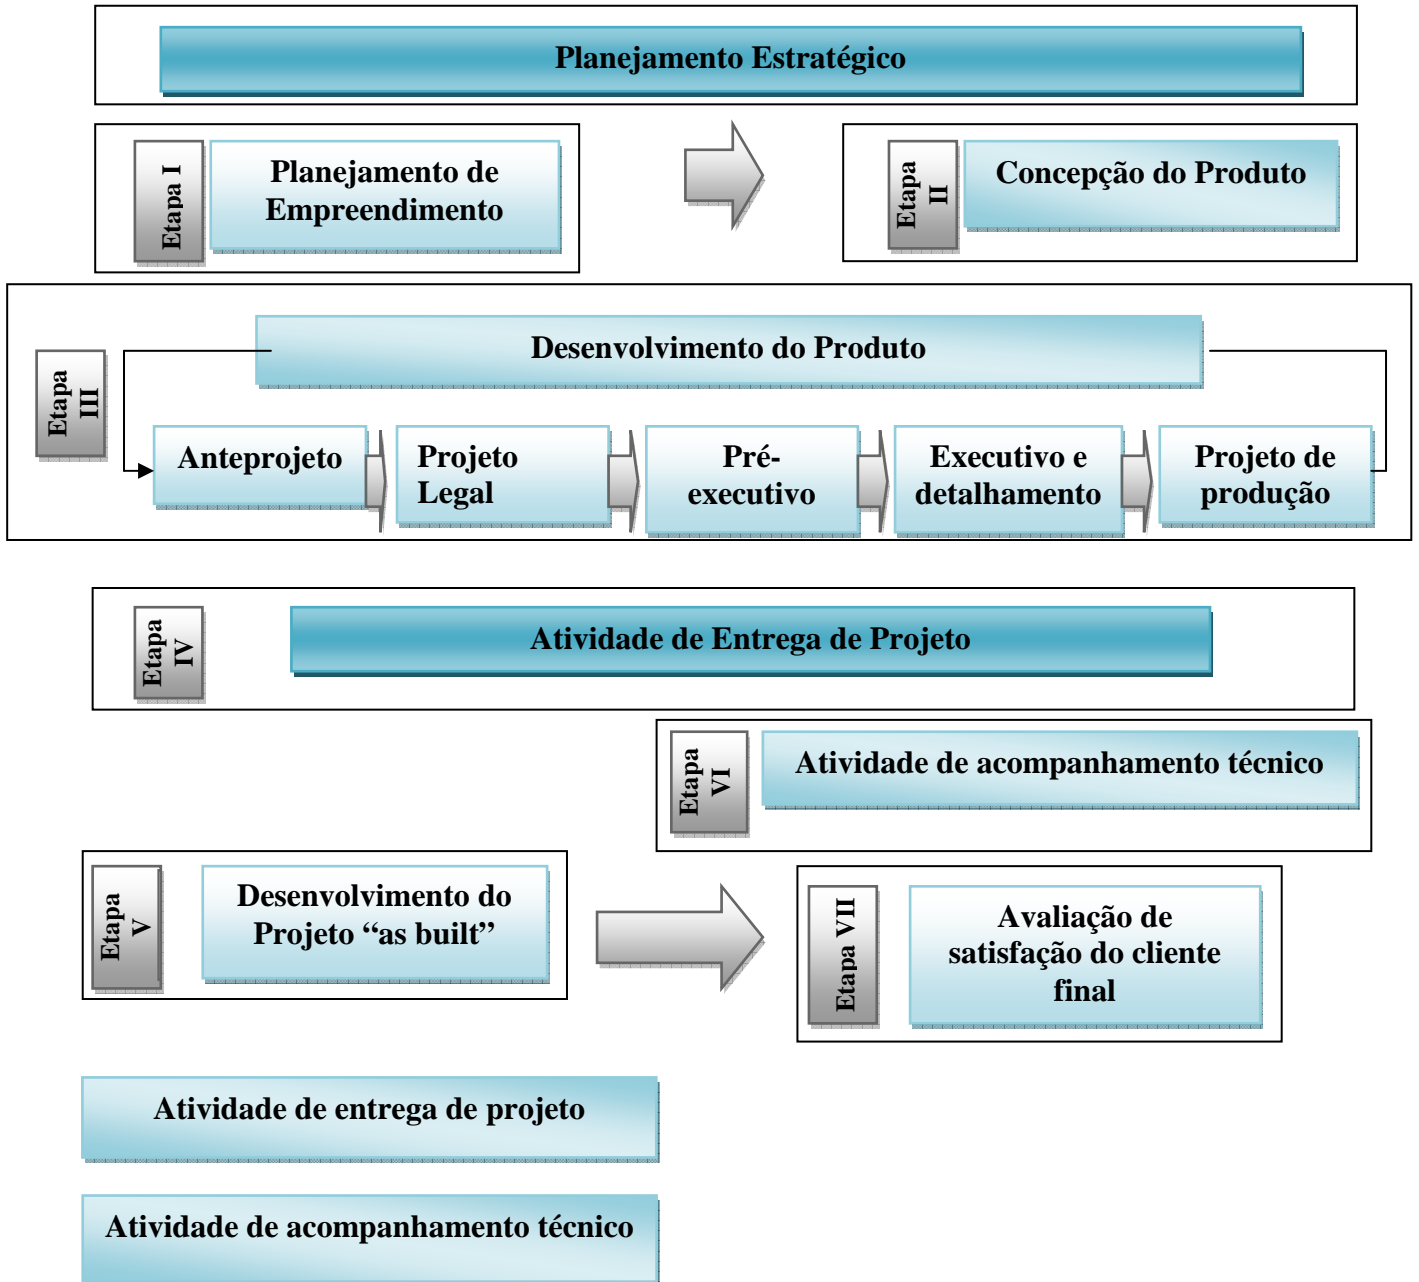 Planejamento Estratégico
Etapa I
Planejamento de
Empreendimento
Etapa
II
Concepção do Produto
Desenvolvimento do Produto
Etapa
III
Anteprojeto
Projeto
Legal
Pré-
executivo
Executivo e
detalhamento
Projeto de
produção
Etapa
IV
Atividade de Entrega de Projeto
Etapa
VI
Atividade de acompanhamento técnico
Etapa
V
Desenvolvimento do
Projeto “as built”
Etapa VII
Avaliação de
satisfação do cliente
final
Atividade de entrega de projeto
Atividade de acompanhamento técnico